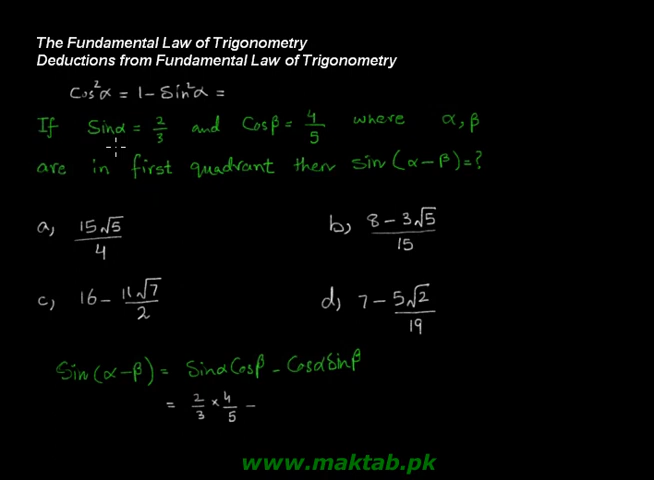 The Fundamental Law of Trigonometry
Deductions from Fundamental Law of Trigonometry
Cos²α = 1 - Sin²α =
If Sinα = 2/3 and Cosβ = 4/5 where α, β
are in first quadrant then sin(α-β)=?
a, 15√5/4 b, 8-3√5/15
c, 16 - 11√7/2 d, 7 - 5√2/19
Sin(α-β) = Sinα Cosβ - Cosα Sinβ
= 2/3 × 4/5 -
www.maktab.pk